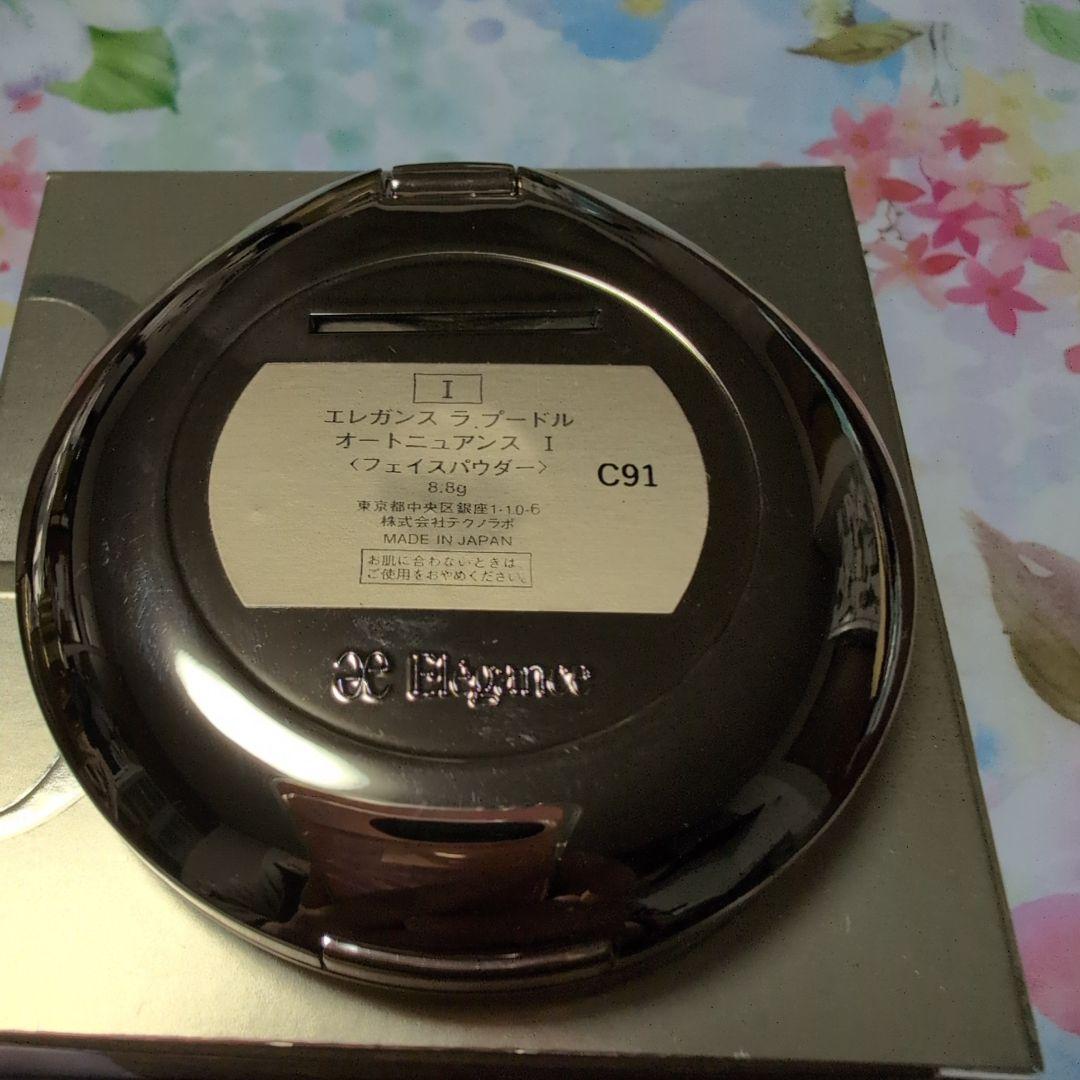 I
エレガンス ラ.プードル
オートニュアンス I
〈フェイスパウダー〉
C91
8.8g
東京都中央区銀座1-10-6
株式会社テクノラボ
MADE IN JAPAN
お肌に合わないときは、
ご使用をおやめください。
æ Elégance